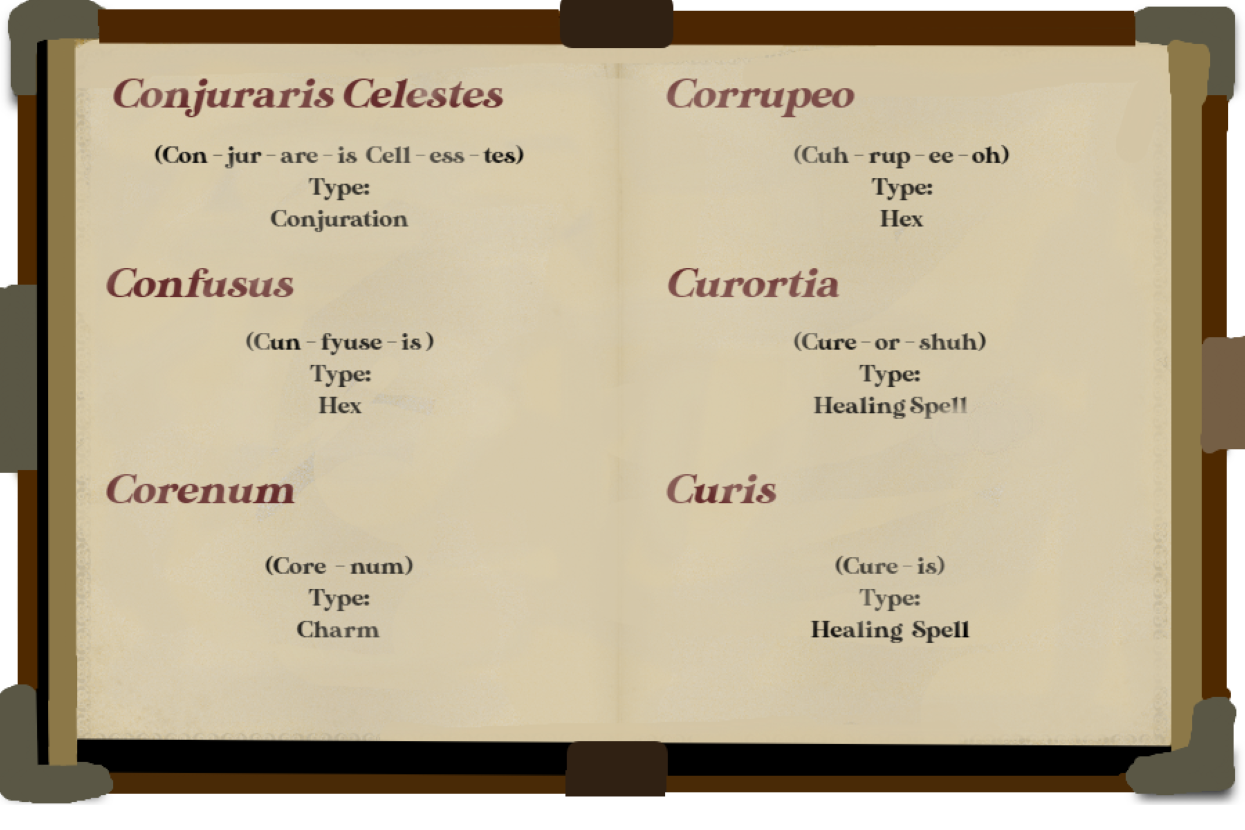 Conjuraris Celestes
(Con - jur - are - is Cell - ess - tes)
Type:
Conjuration
Confusus
(Cun - fyuse - is )
Type:
Hex
Corenum
(Core - num)
Type:
Charm
Corrupeo
(Cuh - rup - ee - oh)
Type:
Hex
Curortia
(Cure - or - shuh)
Type:
Healing Spell
Curis
(Cure - is)
Type:
Healing Spell